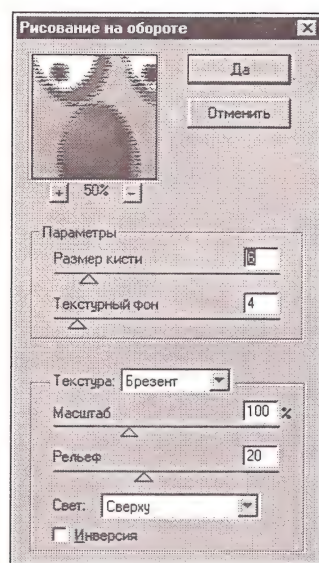 Рисование на обороте
Да
Отменить
+ 50% -
Параметры
Размер кисти 6
Текстурный фон 4
Текстура: Брезент
Масштаб 100 %
Рельеф 20
Свет: Сверху
Инверсия